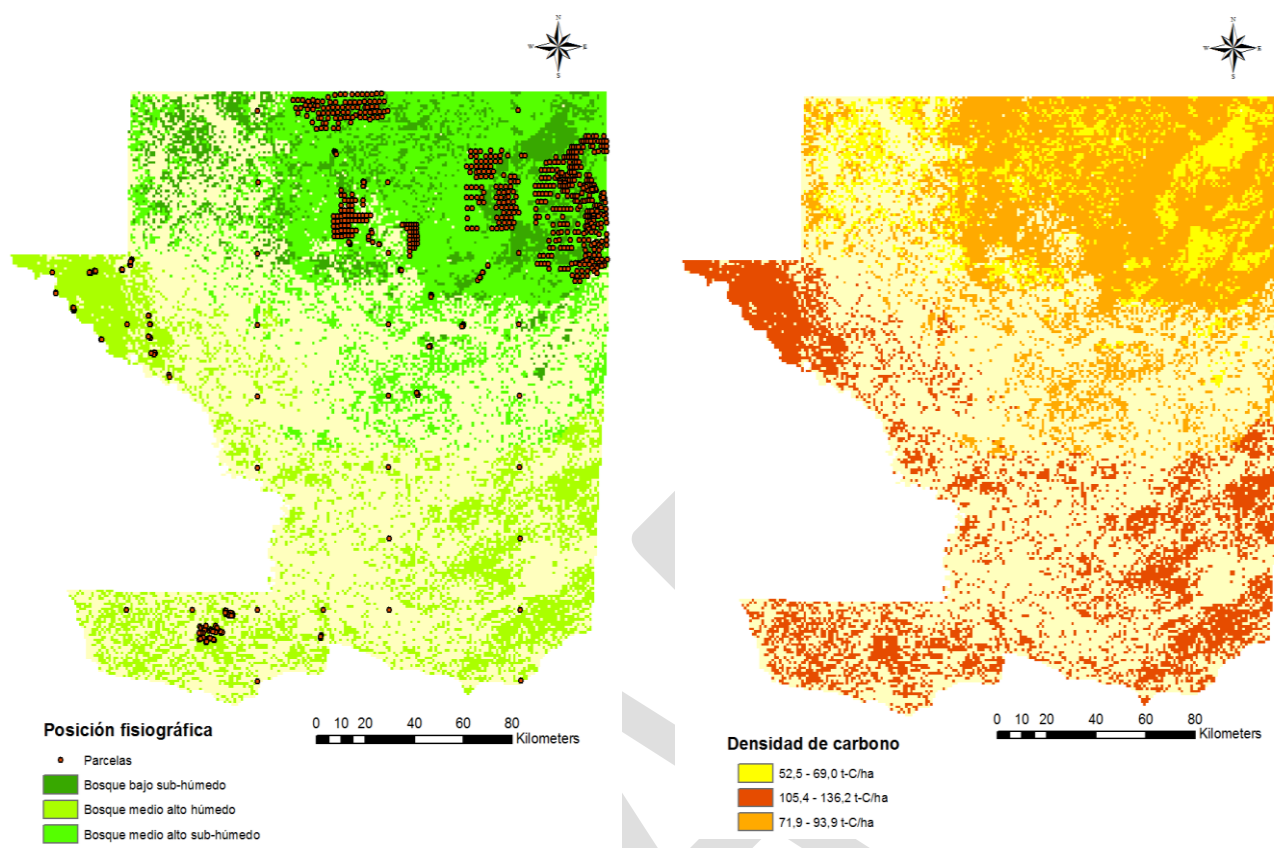 N
W E
S
N
W E
S
0 10 20 40 60 80
Kilometers
Posición fisiográfica
Parcelas
Bosque bajo sub-húmedo
Bosque medio alto húmedo
Bosque medio alto sub-húmedo
0 10 20 40 60 80
Kilometers
Densidad de carbono
52,5 - 69,0 t-C/ha
105,4 - 136,2 t-C/ha
71,9 - 93,9 t-C/ha